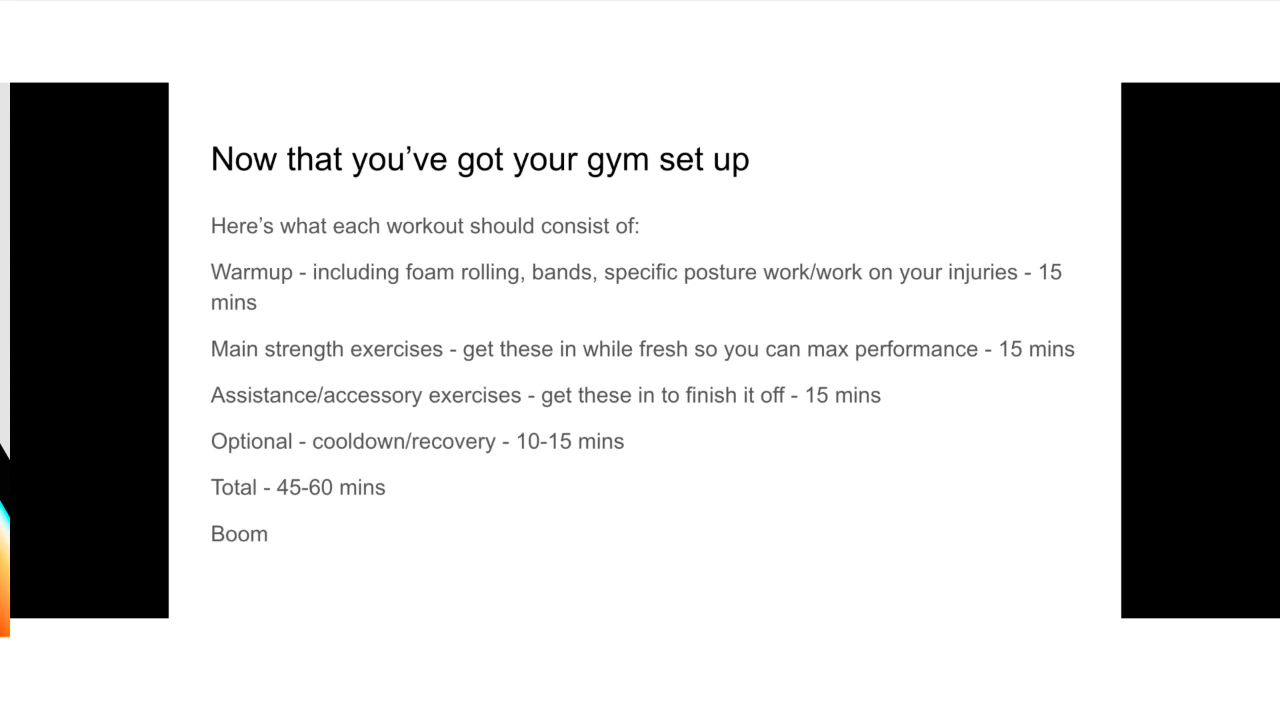 Now that you’ve got your gym set up
Here’s what each workout should consist of:
Warmup - including foam rolling, bands, specific posture work/work on your injuries - 15
mins
Main strength exercises - get these in while fresh so you can max performance - 15 mins
Assistance/accessory exercises - get these in to finish it off - 15 mins
Optional - cooldown/recovery - 10-15 mins
Total - 45-60 mins
Boom